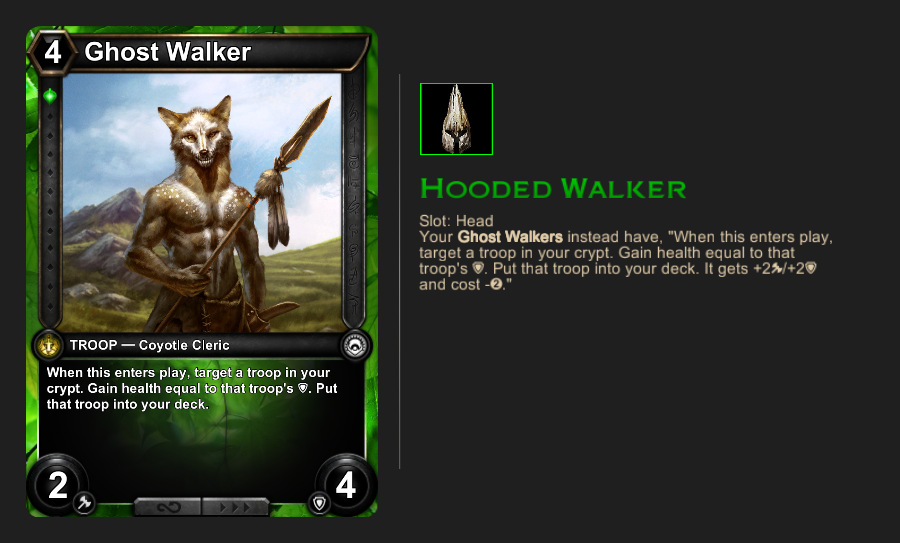 4 Ghost Walker
TROOP — Coyotle Cleric
When this enters play, target a troop in your
crypt. Gain health equal to that troop's . Put
that troop into your deck.
2
4
HOODED WALKER
Slot: Head
Your Ghost Walkers instead have, "When this enters play,
target a troop in your crypt. Gain health equal to that
troop's . Put that troop into your deck. It gets +2/+2
and cost -2."